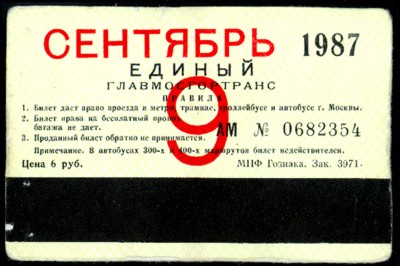 СЕНТЯБРЬ 1987
ЕДИНЫЙ
ГЛАВМОСГОРТРАНС
ПРАВИЛА
1. Билет дает право проезда в метро, трамвае, троллейбусе и автобусе г. Москвы.
2. Билет права на бесплатный провоз
багажа не дает.
3. Проданный билет обратно не принимается.
9
АМ № 0682354
Примечание. В автобусах 300-х и 400-х маршрутов билет недействителен.
Цена 6 руб. МПФ Гознака. Зак. 3971-